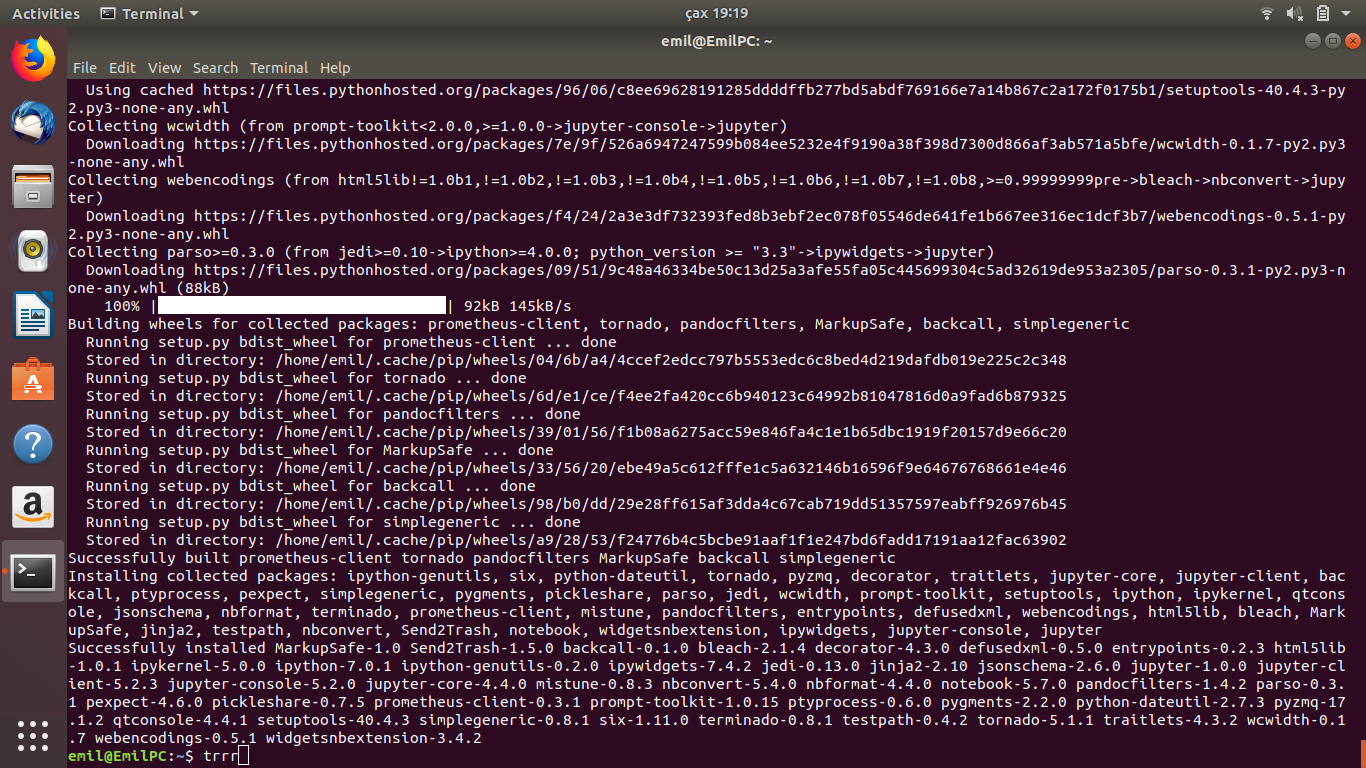 Activities Terminal çax 19:19
emil@EmilPC: ~
File Edit View Search Terminal Help
  Using cached https://files.pythonhosted.org/packages/96/06/c8ee69628191285ddddffb277bd5abdf769166e7a14b867c2a172f0175b1/setuptools-40.4.3-py
2.py3-none-any.whl
Collecting wcwidth (from prompt-toolkit<2.0.0,>=1.0.0->jupyter-console->jupyter)
  Downloading https://files.pythonhosted.org/packages/7e/9f/526a6947247599b084ee5232e4f9190a38f398d7300d866af3ab571a5bfe/wcwidth-0.1.7-py2.py3
-none-any.whl
Collecting webencodings (from html5lib!=1.0b1,!=1.0b2,!=1.0b3,!=1.0b4,!=1.0b5,!=1.0b6,!=1.0b7,!=1.0b8,>=0.99999999pre->bleach->nbconvert->jupy
ter)
  Downloading https://files.pythonhosted.org/packages/f4/24/2a3e3df732393fed8b3ebf2ec078f05546de641fe1b667ee316ec1dcf3b7/webencodings-0.5.1-py
2.py3-none-any.whl
Collecting parso>=0.3.0 (from jedi>=0.10->ipython>=4.0.0; python_version >= "3.3"->ipywidgets->jupyter)
  Downloading https://files.pythonhosted.org/packages/09/51/9c48a46334be50c13d25a3afe55fa05c445699304c5ad32619de953a2305/parso-0.3.1-py2.py3-n
one-any.whl (88kB)
    100% | | 92kB 145kB/s
Building wheels for collected packages: prometheus-client, tornado, pandocfilters, MarkupSafe, backcall, simplegeneric
  Running setup.py bdist_wheel for prometheus-client ... done
  Stored in directory: /home/emil/.cache/pip/wheels/04/6b/a4/4ccef2edcc797b5553edc6c8bed4d219dafdb019e225c2c348
  Running setup.py bdist_wheel for tornado ... done
  Stored in directory: /home/emil/.cache/pip/wheels/6d/e1/ce/f4ee2fa420cc6b940123c64992b81047816d0a9fad6b879325
  Running setup.py bdist_wheel for pandocfilters ... done
  Stored in directory: /home/emil/.cache/pip/wheels/39/01/56/f1b08a6275acc59e846fa4c1e1b65dbc1919f20157d9e66c20
  Running setup.py bdist_wheel for MarkupSafe ... done
  Stored in directory: /home/emil/.cache/pip/wheels/33/56/20/ebe49a5c612fffe1c5a632146b16596f9e64676768661e4e46
  Running setup.py bdist_wheel for backcall ... done
  Stored in directory: /home/emil/.cache/pip/wheels/98/b0/dd/29e28ff615af3dda4c67cab719dd51357597eabff926976b45
  Running setup.py bdist_wheel for simplegeneric ... done
  Stored in directory: /home/emil/.cache/pip/wheels/a9/28/53/f24776b4c5bcbe91aaf1f1e247bd6fadd17191aa12fac63902
Successfully built prometheus-client tornado pandocfilters MarkupSafe backcall simplegeneric
Installing collected packages: ipython-genutils, six, python-dateutil, tornado, pyzmq, decorator, traitlets, jupyter-core, jupyter-client, bac
kcall, ptyprocess, pexpect, simplegeneric, pygments, pickleshare, parso, jedi, wcwidth, prompt-toolkit, setuptools, ipython, ipykernel, qtcons
ole, jsonschema, nbformat, terminado, prometheus-client, mistune, pandocfilters, entrypoints, defusedxml, webencodings, html5lib, bleach, Mark
upSafe, jinja2, testpath, nbconvert, Send2Trash, notebook, widgetsnbextension, ipywidgets, jupyter-console, jupyter
Successfully installed MarkupSafe-1.0 Send2Trash-1.5.0 backcall-0.1.0 bleach-2.1.4 decorator-4.3.0 defusedxml-0.5.0 entrypoints-0.2.3 html5lib
-1.0.1 ipykernel-5.0.0 ipython-7.0.1 ipython-genutils-0.2.0 ipywidgets-7.4.2 jedi-0.13.0 jinja2-2.10 jsonschema-2.6.0 jupyter-1.0.0 jupyter-cl
ient-5.2.3 jupyter-console-5.2.0 jupyter-core-4.4.0 mistune-0.8.3 nbconvert-5.4.0 nbformat-4.4.0 notebook-5.7.0 pandocfilters-1.4.2 parso-0.3.
1 pexpect-4.6.0 pickleshare-0.7.5 prometheus-client-0.3.1 prompt-toolkit-1.0.15 ptyprocess-0.6.0 pygments-2.2.0 python-dateutil-2.7.3 pyzmq-17
.1.2 qtconsole-4.4.1 setuptools-40.4.3 simplegeneric-0.8.1 six-1.11.0 terminado-0.8.1 testpath-0.4.2 tornado-5.1.1 traitlets-4.3.2 wcwidth-0.1
.7 webencodings-0.5.1 widgetsnbextension-3.4.2
emil@EmilPC:~$ trrr